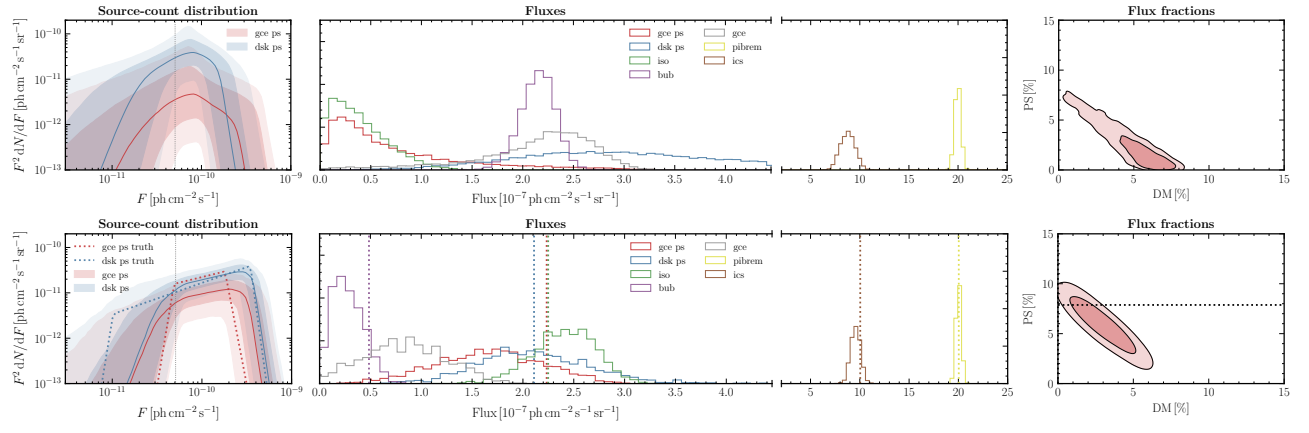 Source-count distribution
F² dN/dF [ph cm⁻² s⁻¹ sr⁻¹]
10⁻¹⁰
10⁻¹¹
10⁻¹²
10⁻¹³
gce ps
dsk ps
10⁻¹¹ 10⁻¹⁰ 10⁻⁹
F [ph cm⁻² s⁻¹]
Fluxes
gce ps
dsk ps
iso
bub
gce
pibrem
ics
0.0 0.5 1.0 1.5 2.0 2.5 3.0 3.5 4.0 5 10 15 20 25
Flux [10⁻⁷ ph cm⁻² s⁻¹ sr⁻¹]
Flux fractions
PS [%]
15
10
5
0
0 5 10 15
DM [%]
Source-count distribution
F² dN/dF [ph cm⁻² s⁻¹ sr⁻¹]
10⁻¹⁰
10⁻¹¹
10⁻¹²
10⁻¹³
gce ps truth
dsk ps truth
gce ps
dsk ps
10⁻¹¹ 10⁻¹⁰ 10⁻⁹
F [ph cm⁻² s⁻¹]
Fluxes
gce ps
dsk ps
iso
bub
gce
pibrem
ics
0.0 0.5 1.0 1.5 2.0 2.5 3.0 3.5 4.0 5 10 15 20 25
Flux [10⁻⁷ ph cm⁻² s⁻¹ sr⁻¹]
Flux fractions
PS [%]
15
10
5
0
0 5 10 15
DM [%]